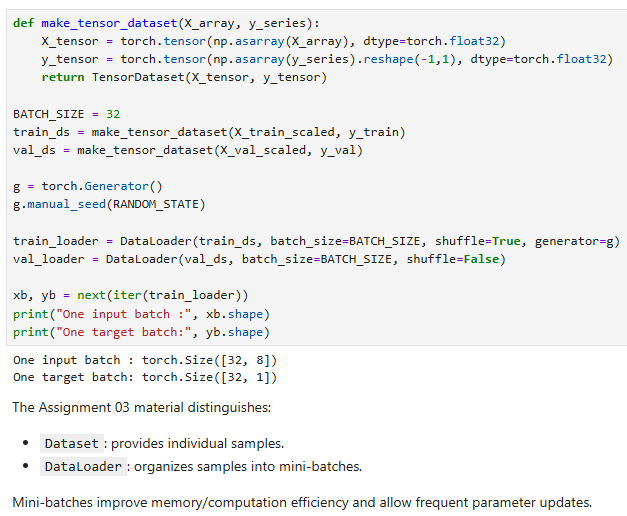 def make_tensor_dataset(X_array, y_series):
    X_tensor = torch.tensor(np.asarray(X_array), dtype=torch.float32)
    y_tensor = torch.tensor(np.asarray(y_series).reshape(-1,1), dtype=torch.float32)
    return TensorDataset(X_tensor, y_tensor)

BATCH_SIZE = 32
train_ds = make_tensor_dataset(X_train_scaled, y_train)
val_ds = make_tensor_dataset(X_val_scaled, y_val)

g = torch.Generator()
g.manual_seed(RANDOM_STATE)

train_loader = DataLoader(train_ds, batch_size=BATCH_SIZE, shuffle=True, generator=g)
val_loader = DataLoader(val_ds, batch_size=BATCH_SIZE, shuffle=False)

xb, yb = next(iter(train_loader))
print("One input batch :", xb.shape)
print("One target batch:", yb.shape)
One input batch : torch.Size([32, 8])
One target batch: torch.Size([32, 1])
The Assignment 03 material distinguishes:
• Dataset : provides individual samples.
• DataLoader : organizes samples into mini-batches.
Mini-batches improve memory/computation efficiency and allow frequent parameter updates.